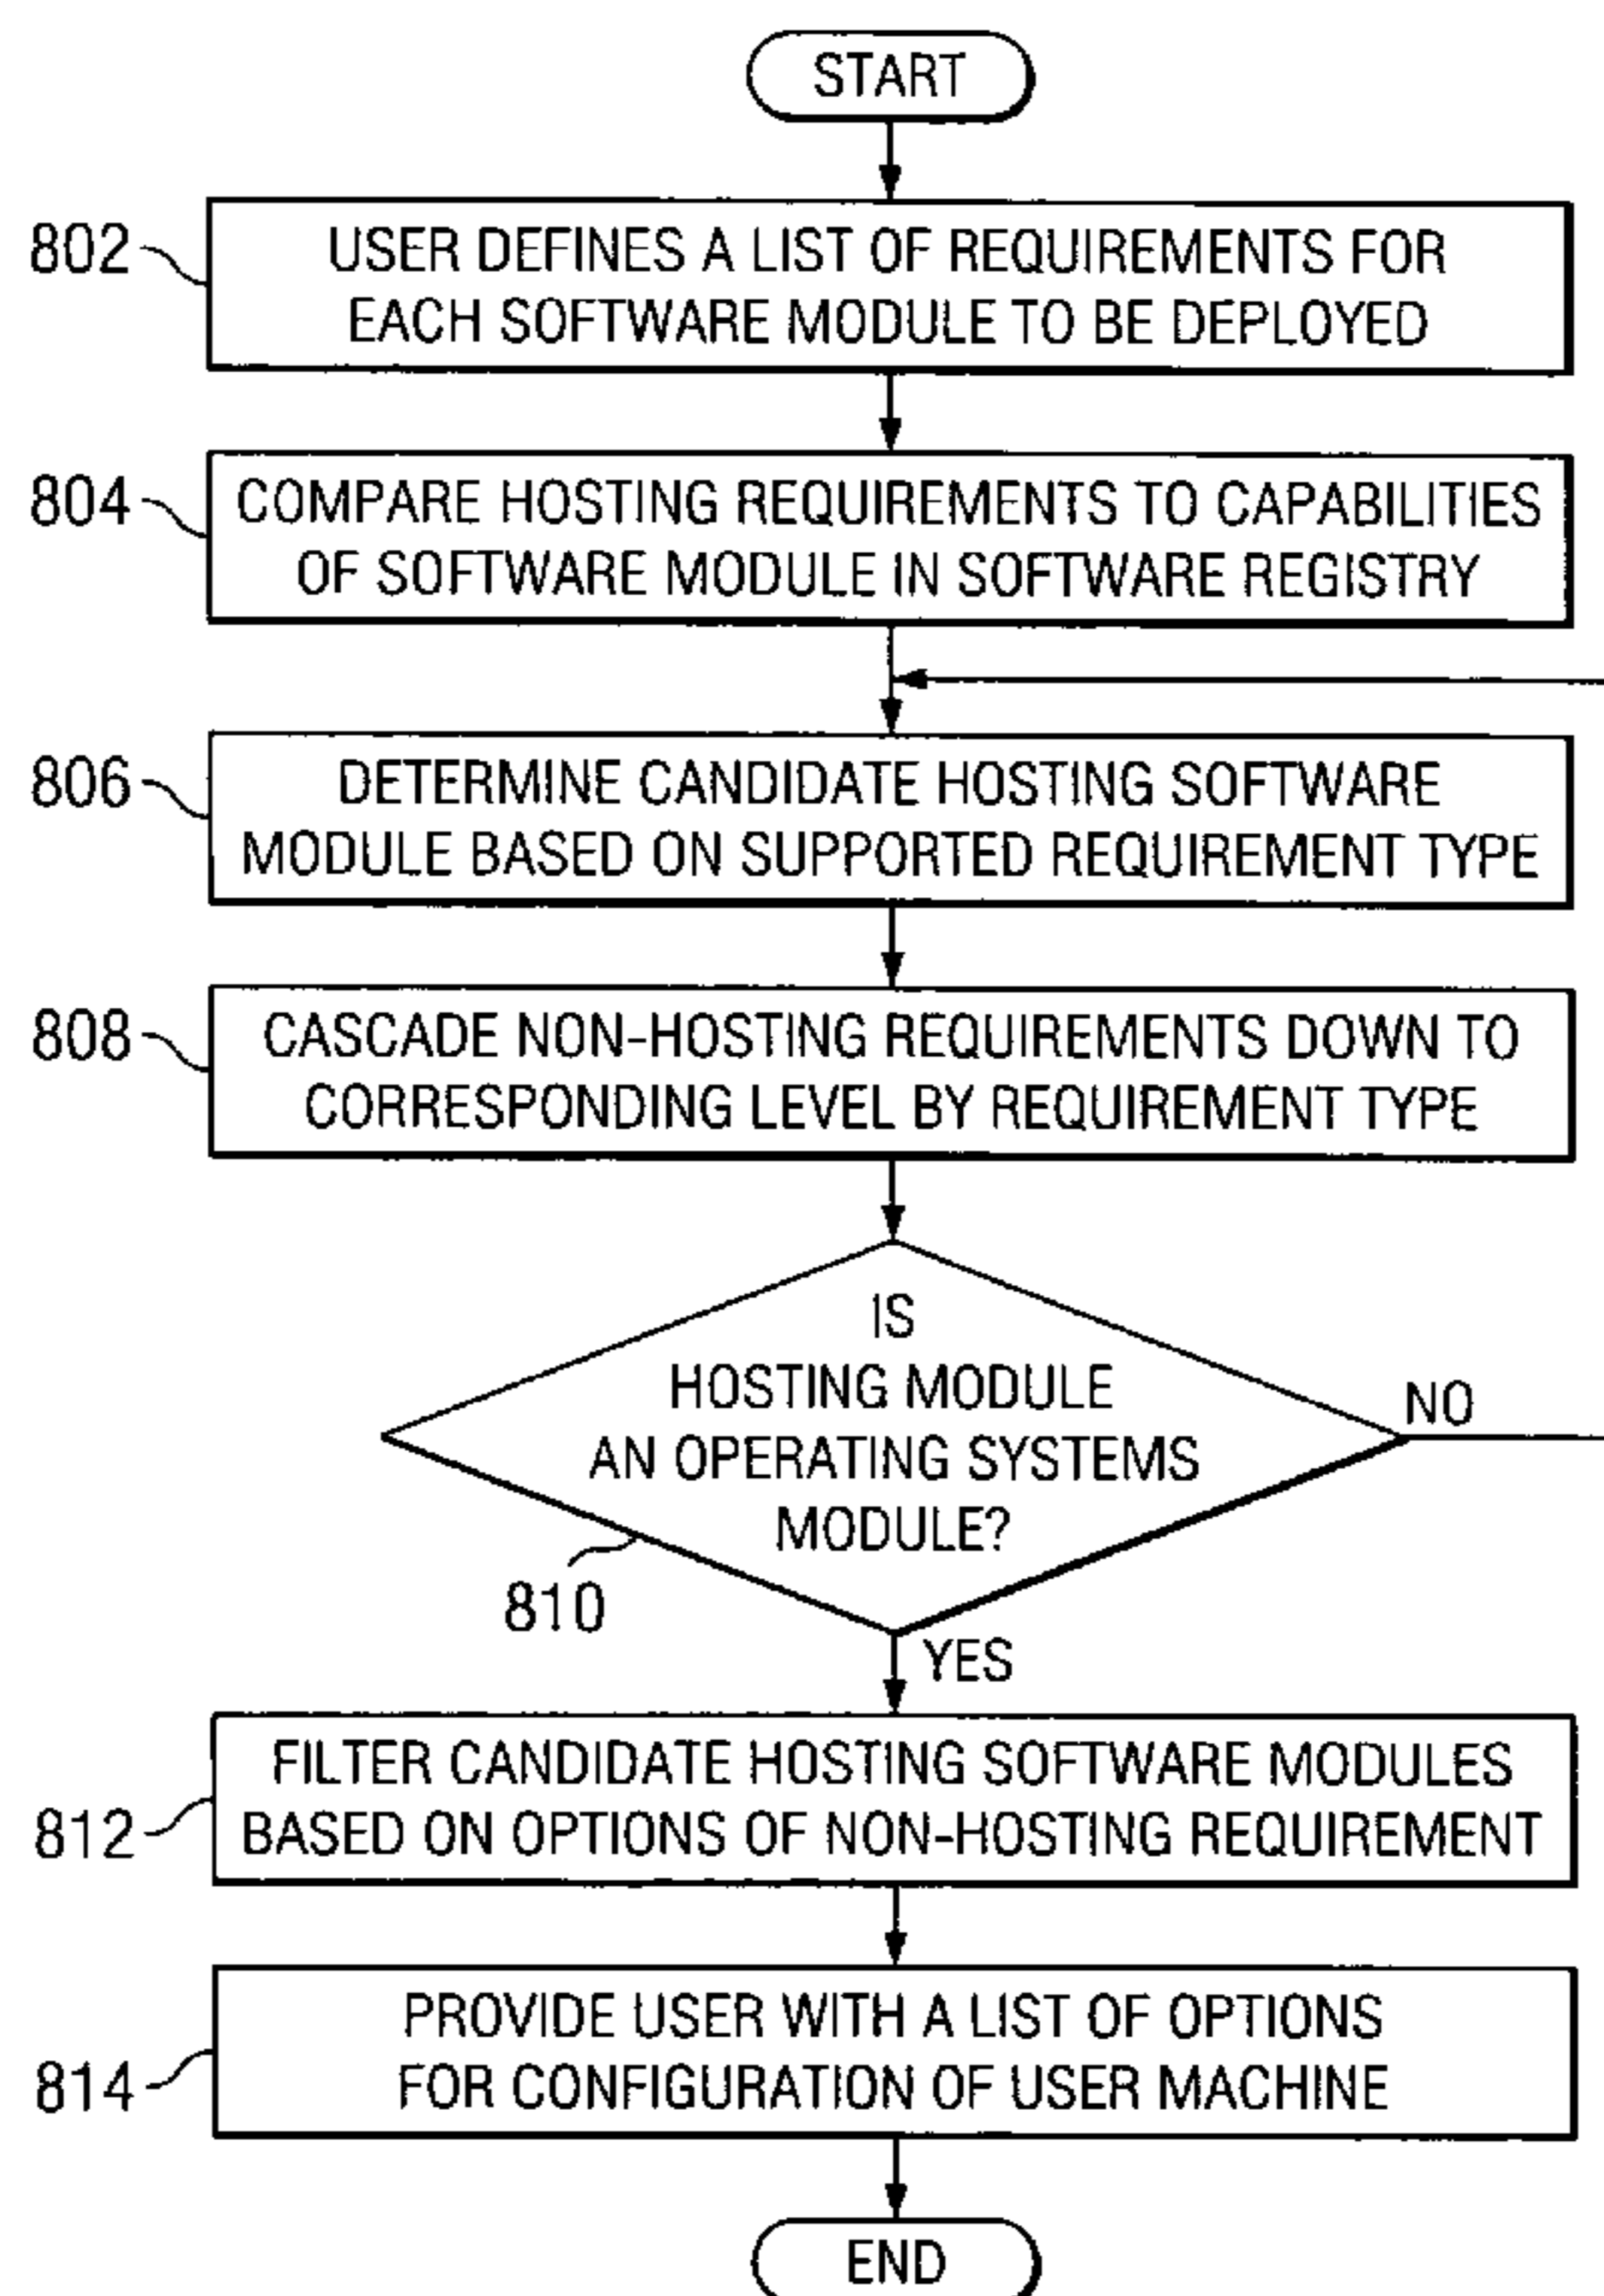 START
802
USER DEFINES A LIST OF REQUIREMENTS FOR
EACH SOFTWARE MODULE TO BE DEPLOYED
804
COMPARE HOSTING REQUIREMENTS TO CAPABILITIES
OF SOFTWARE MODULE IN SOFTWARE REGISTRY
806
DETERMINE CANDIDATE HOSTING SOFTWARE
MODULE BASED ON SUPPORTED REQUIREMENT TYPE
808
CASCADE NON-HOSTING REQUIREMENTS DOWN TO
CORRESPONDING LEVEL BY REQUIREMENT TYPE
IS
HOSTING MODULE
AN OPERATING SYSTEMS
MODULE?
NO
810
YES
812
FILTER CANDIDATE HOSTING SOFTWARE MODULES
BASED ON OPTIONS OF NON-HOSTING REQUIREMENT
814
PROVIDE USER WITH A LIST OF OPTIONS
FOR CONFIGURATION OF USER MACHINE
END